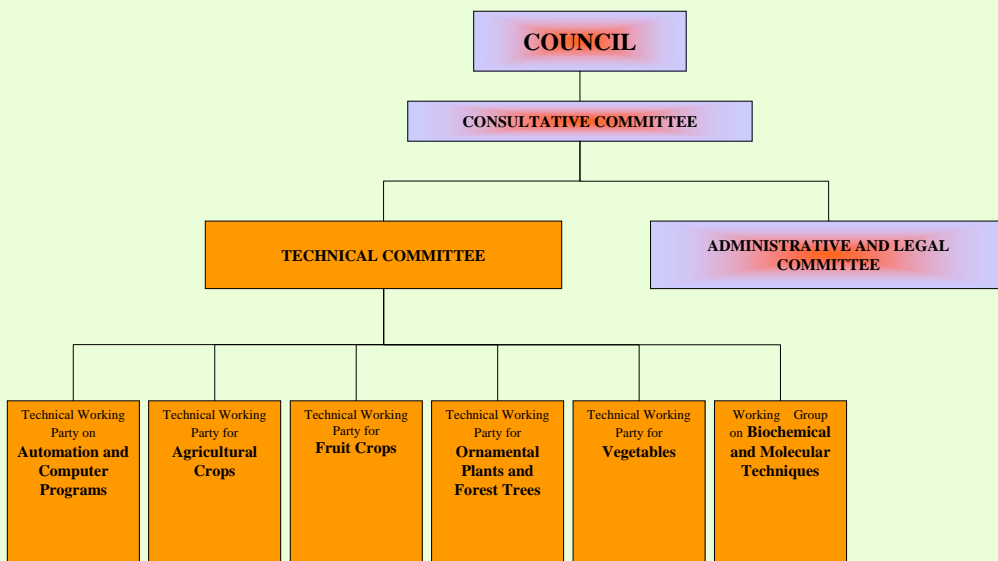 COUNCIL
CONSULTATIVE COMMITTEE
TECHNICAL COMMITTEE
ADMINISTRATIVE AND LEGAL
COMMITTEE
Technical Working
Party on
Automation and
Computer
Programs
Technical Working
Party for
Agricultural
Crops
Technical Working
Party for
Fruit Crops
Technical Working
Party for
Ornamental
Plants and
Forest Trees
Technical Working
Party for
Vegetables
Working Group
on Biochemical
and Molecular
Techniques